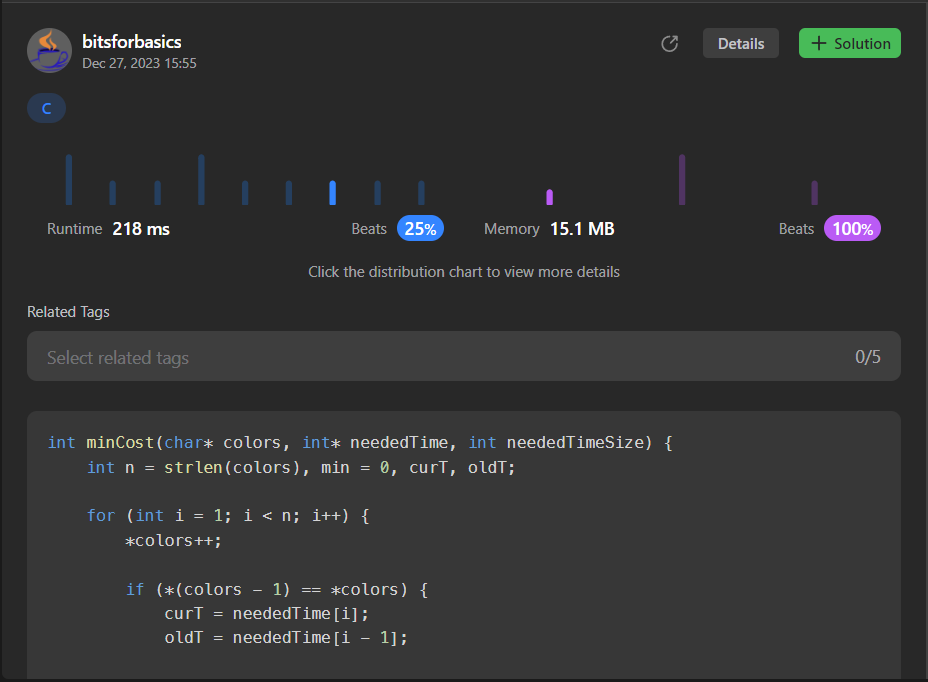 bitsforbasics
Dec 27, 2023 15:55
Details
+ Solution
C
Runtime 218 ms Beats 25% Memory 15.1 MB Beats 100%
Click the distribution chart to view more details
Related Tags
Select related tags 0/5
int minCost(char* colors, int* neededTime, int neededTimeSize) {
    int n = strlen(colors), min = 0, curT, oldT;
    for (int i = 1; i < n; i++) {
        *colors++;
        if (*(colors - 1) == *colors) {
            curT = neededTime[i];
            oldT = neededTime[i - 1];